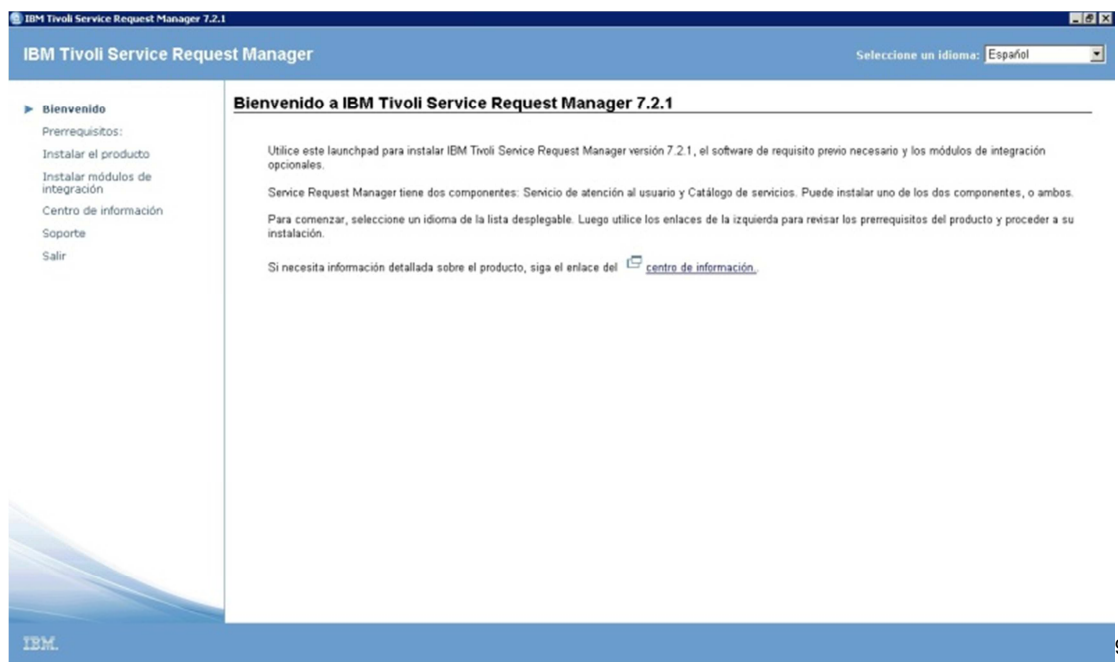 IBM Tivoli Service Request Manager 7.2.1
IBM Tivoli Service Request Manager
Seleccione un idioma: Español
Bienvenido
Prerrequisitos:
Instalar el producto
Instalar módulos de
integración
Centro de información
Soporte
Salir
Bienvenido a IBM Tivoli Service Request Manager 7.2.1
Utilice este launchpad para instalar IBM Tivoli Service Request Manager versión 7.2.1, el software de requisito previo necesario y los módulos de integración
opcionales.
Service Request Manager tiene dos componentes: Servicio de atención al usuario y Catálogo de servicios. Puede instalar uno de los dos componentes, o ambos.
Para comenzar, seleccione un idioma de la lista desplegable. Luego utilice los enlaces de la izquierda para revisar los prerrequisitos del producto y proceder a su
instalación.
Si necesita información detallada sobre el producto, siga el enlace del centro de información..
IBM.